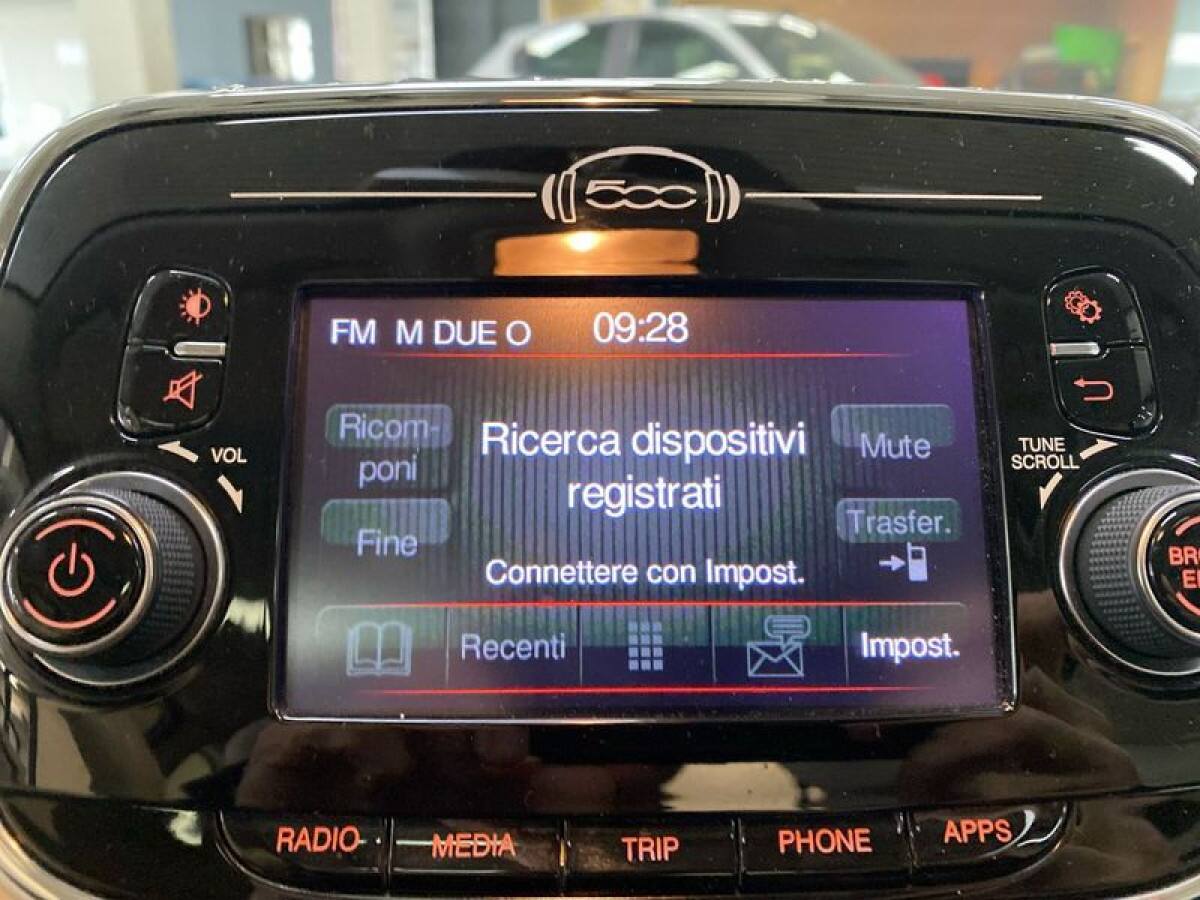 500
FM M DUE O 09:28
Ricom-
poni
Ricerca dispositivi
registrati
Mute
Fine
Trasfer.
Connettere con Impost.
Recenti
Impost.
VOL
TUNE
SCROLL
RADIO
MEDIA
TRIP
PHONE
APPS